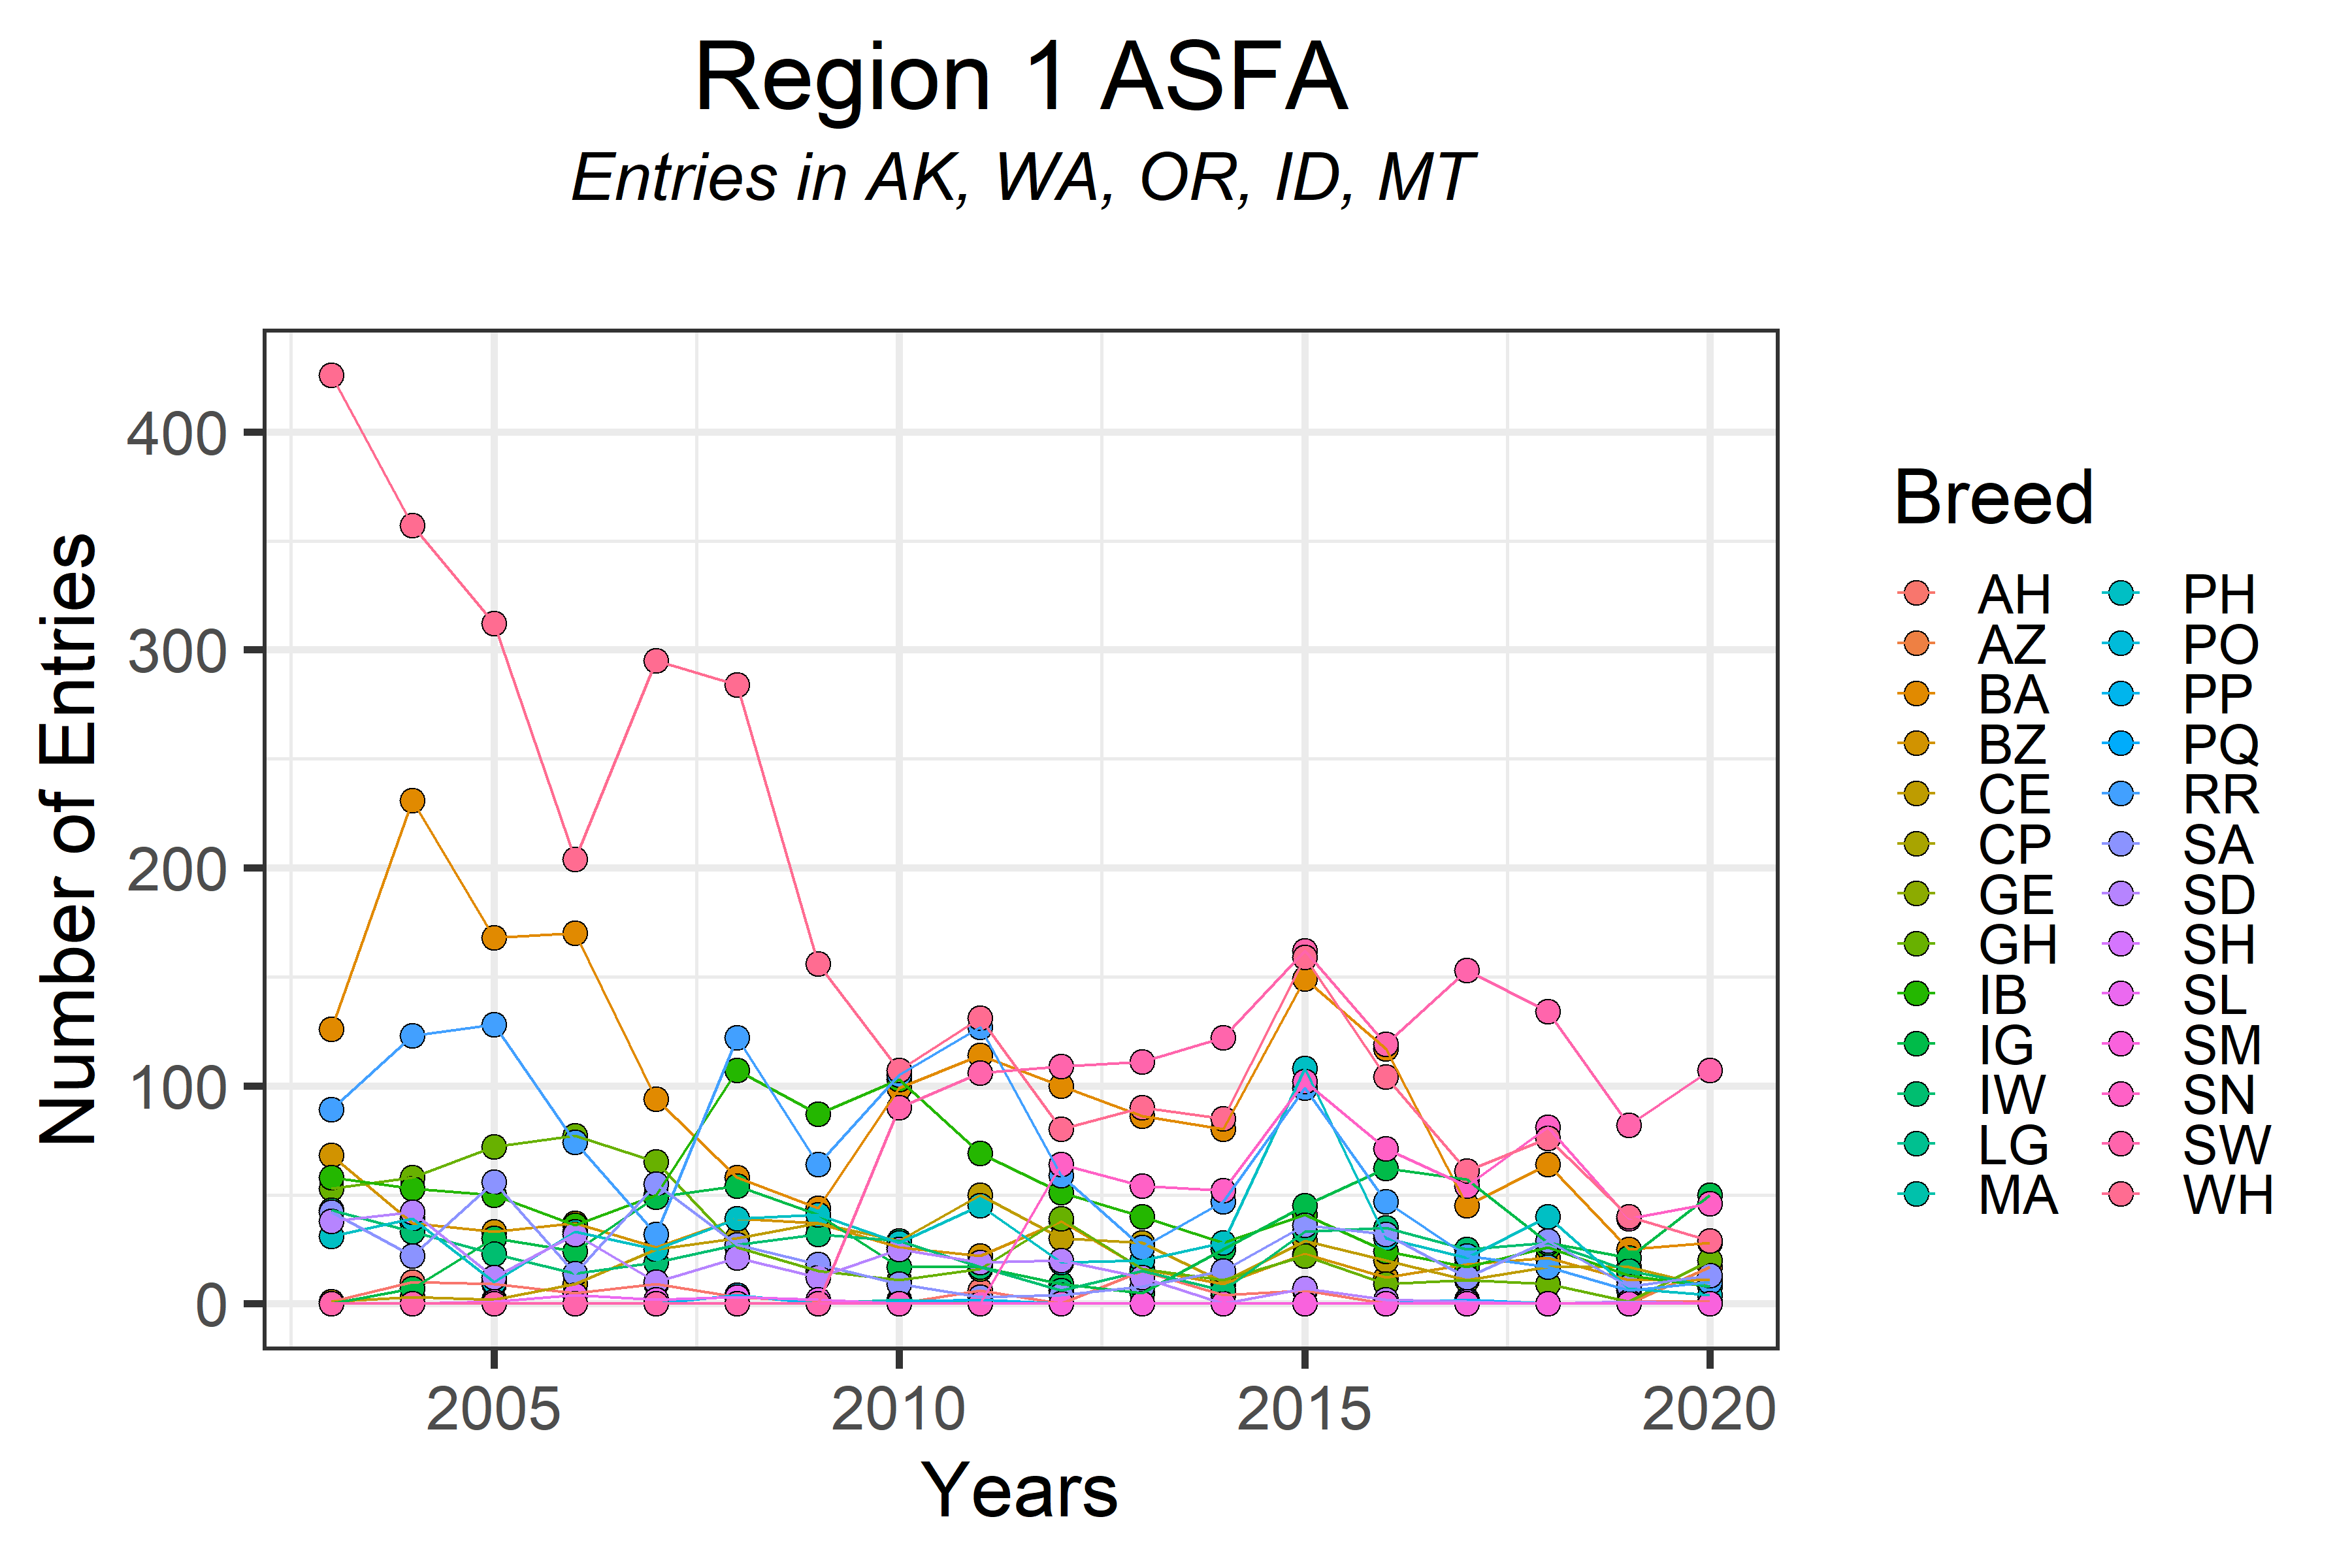 Region 1 ASFA
Entries in AK, WA, OR, ID, MT
Number of Entries
400
300
200
100
0
2005
2010
2015
2020
Years
Breed
AH
AZ
BA
BZ
CE
CP
GE
GH
IB
IG
IW
LG
MA
PH
PO
PP
PQ
RR
SA
SD
SH
SL
SM
SN
SW
WH